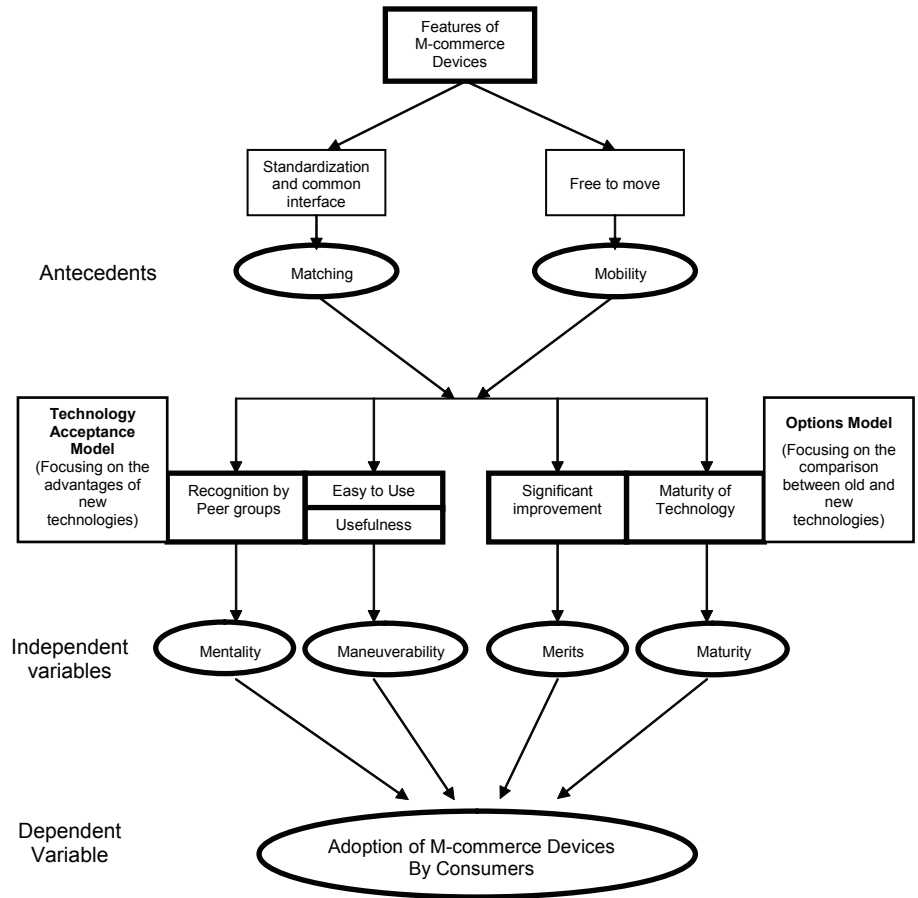 Features of
M-commerce
Devices
Standardization
and common
interface
Free to move
Antecedents
Matching
Mobility
Technology
Acceptance
Model
(Focusing on the
advantages of
new
technologies)
Recognition by
Peer groups
Easy to Use
Usefulness
Significant
improvement
Maturity of
Technology
Options Model
(Focusing on the
comparison
between old and
new
technologies)
Independent
variables
Mentality
Maneuverability
Merits
Maturity
Dependent
Variable
Adoption of M-commerce Devices
By Consumers